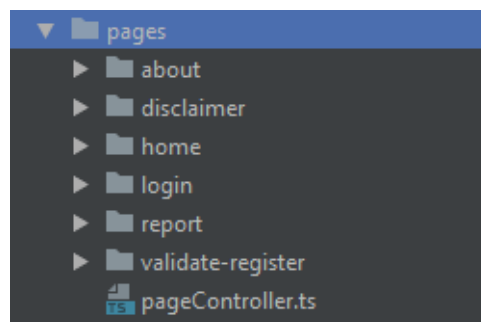 pages
about
disclaimer
home
login
report
validate-register
TS pageController.ts